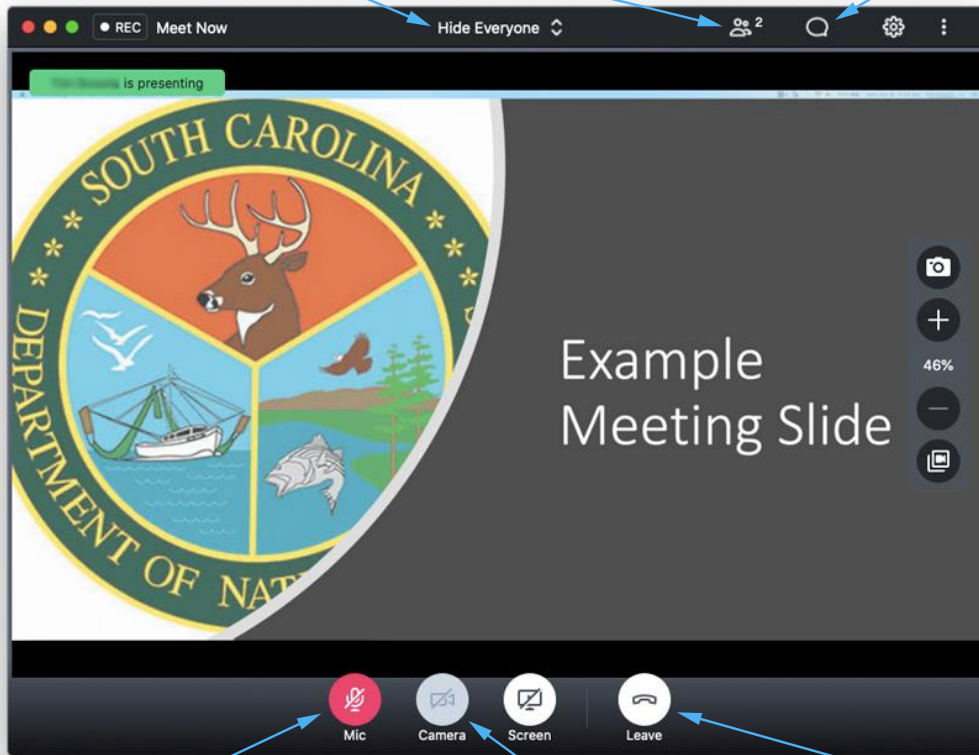 REC Meet Now Hide Everyone 2
is presenting
SOUTH CAROLINA
DEPARTMENT OF
Example
Meeting Slide
46%
Mic Camera Screen Leave